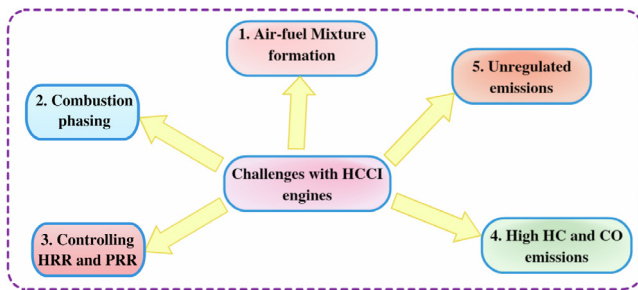 1. Air-fuel Mixture
formation
2. Combustion
phasing
5. Unregulated
emissions
Challenges with HCCI
engines
3. Controlling
HRR and PRR
4. High HC and CO
emissions